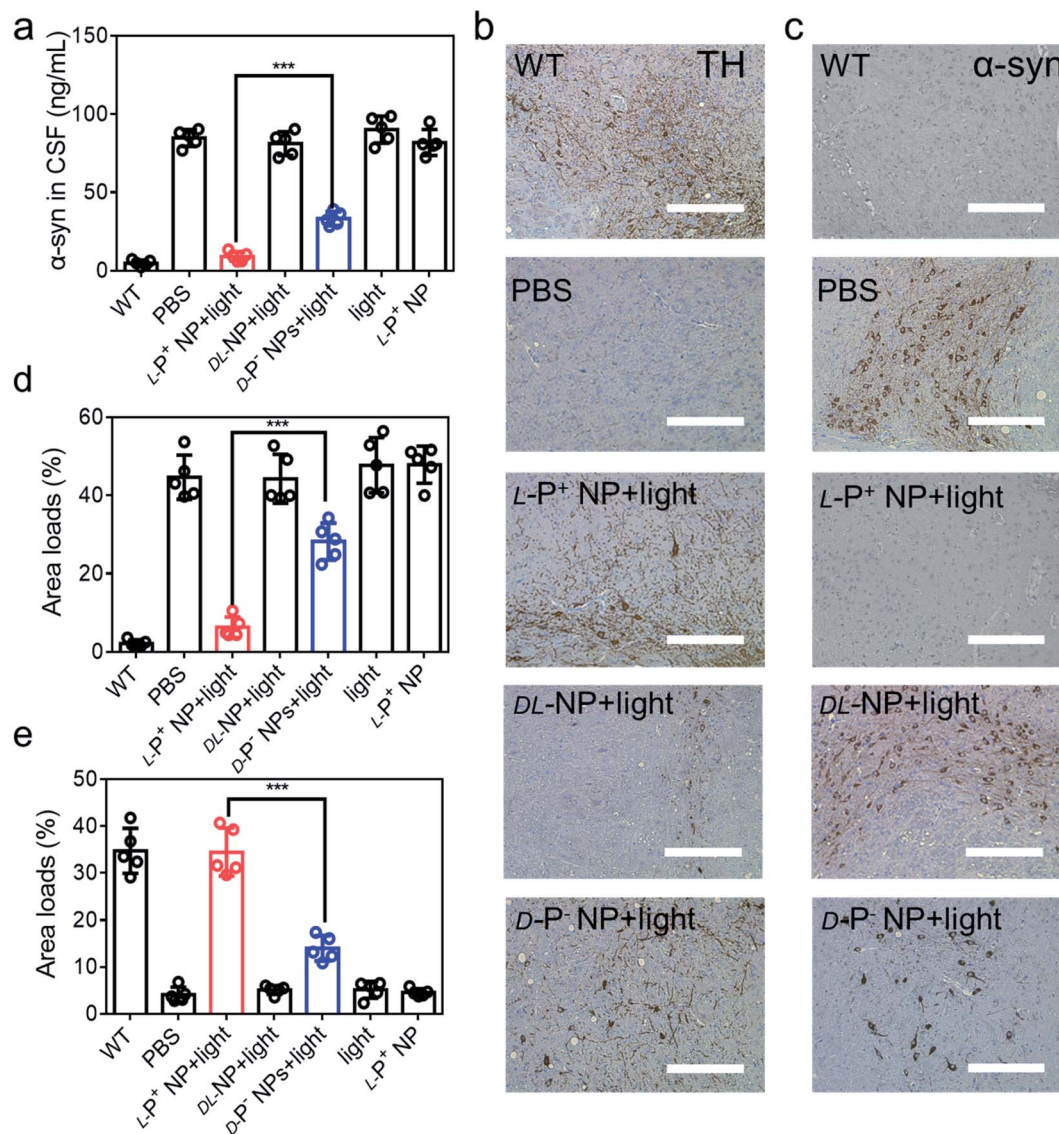 a
α-syn in CSF (ng/mL)
150
100
50
0
***
WT
PBS
L-P+ NP+light
DL-NP+light
D-P- NPs+light
light
L-P+ NP
d
Area loads (%)
60
40
20
0
***
WT
PBS
L-P+ NP+light
DL-NP+light
D-P- NPs+light
light
L-P+ NP
e
Area loads (%)
50
40
30
20
10
0
***
WT
PBS
L-P+ NP+light
DL-NP+light
D-P- NPs+light
light
L-P+ NP
b
WT TH
PBS
L-P+ NP+light
DL-NP+light
D-P- NP+light
c
WT α-syn
PBS
L-P+ NP+light
DL-NP+light
D-P- NP+light